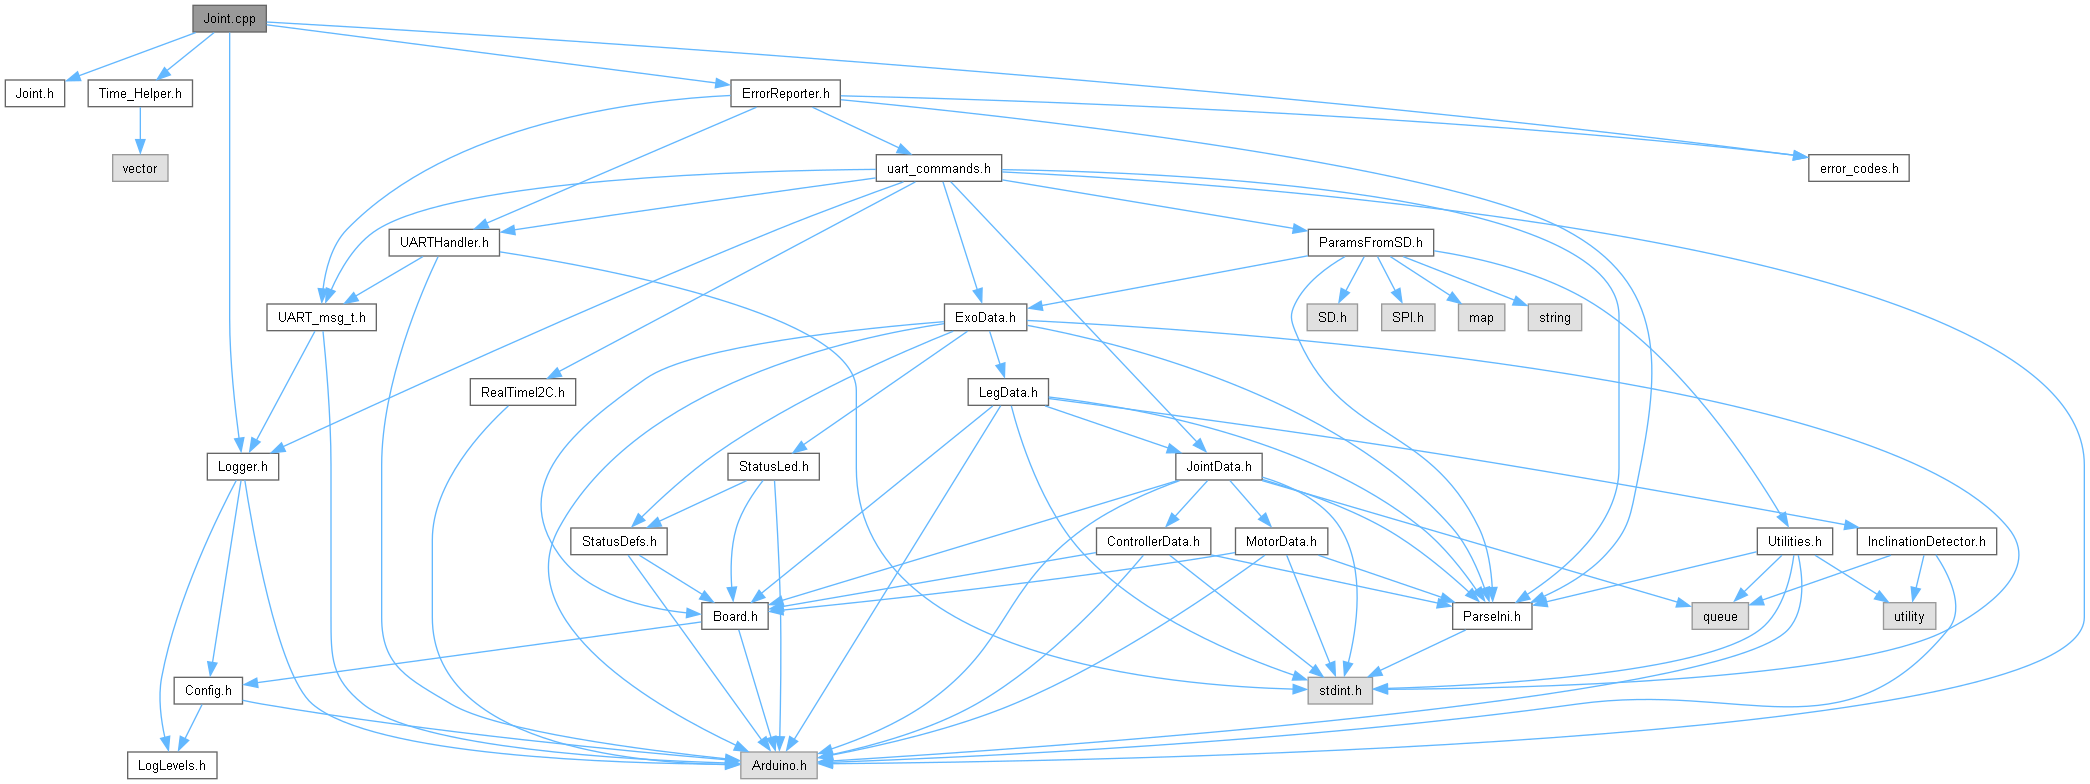 Joint.cpp
Joint.h
Time_Helper.h
ErrorReporter.h
vector
uart_commands.h
error_codes.h
UARTHandler.h
ParamsFromSD.h
UART_msg_t.h
ExoData.h
SD.h
SPI.h
map
string
RealTimeI2C.h
LegData.h
Logger.h
StatusLed.h
JointData.h
StatusDefs.h
ControllerData.h
MotorData.h
Utilities.h
InclinationDetector.h
Board.h
ParseIni.h
queue
utility
Config.h
stdint.h
LogLevels.h
Arduino.h